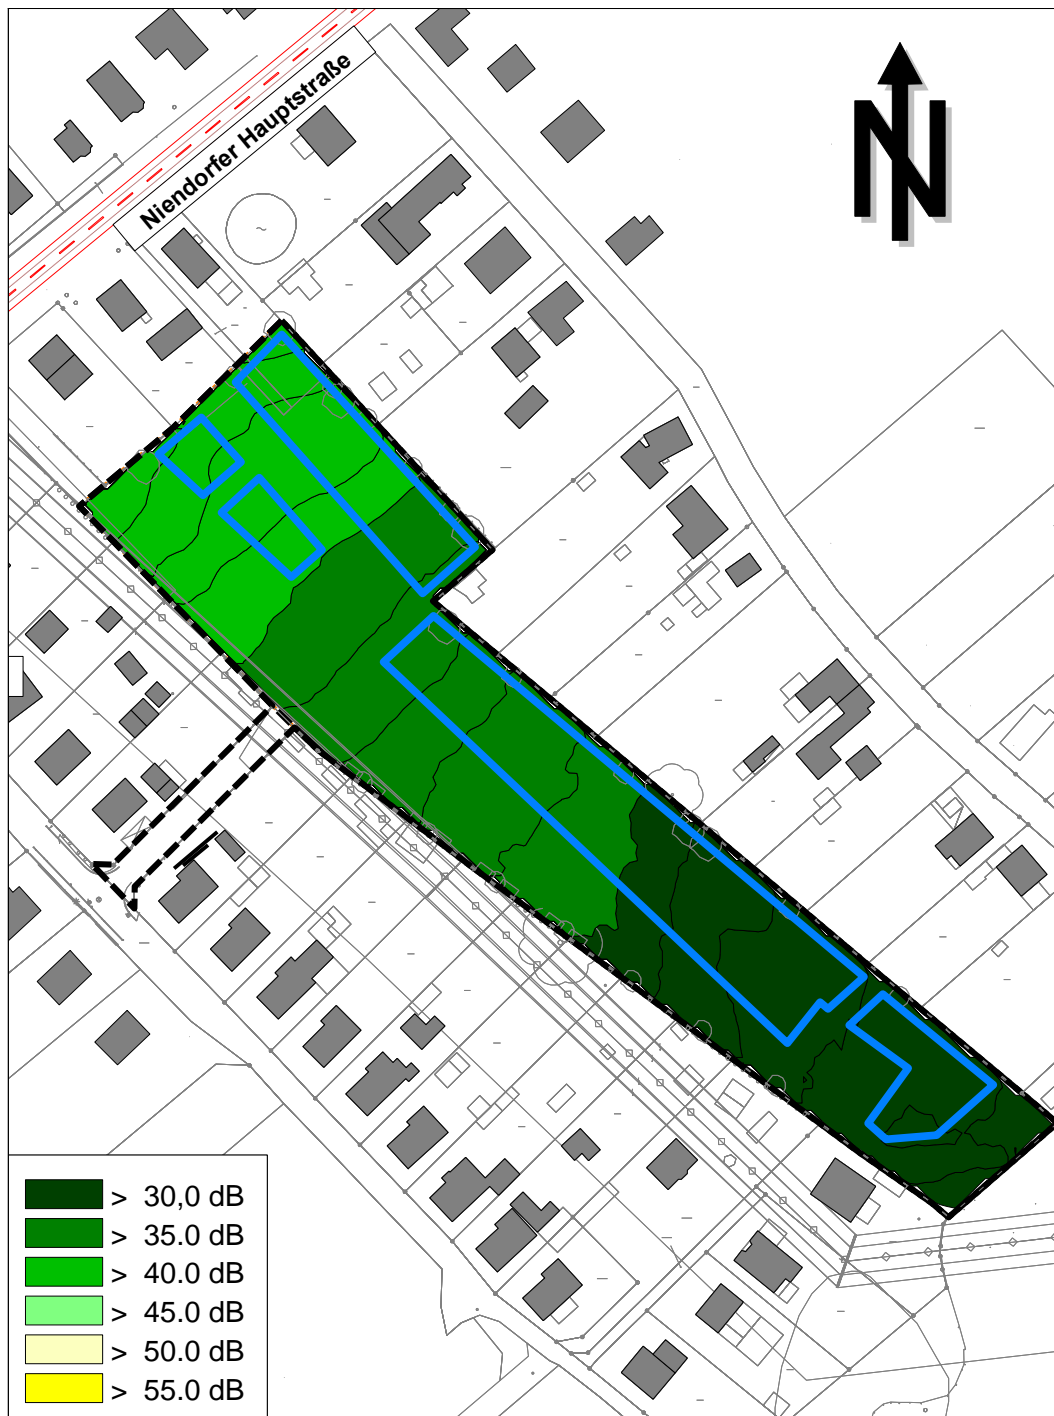 Niendorfer Hauptstraße
N
> 30,0 dB
> 35.0 dB
> 40.0 dB
> 45.0 dB
> 50.0 dB
> 55.0 dB